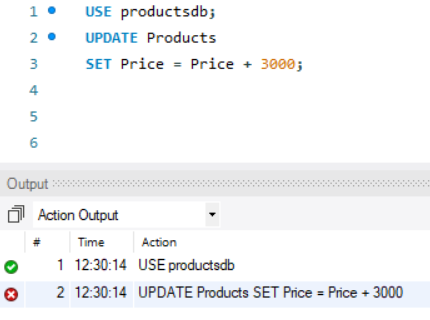 1 USE productsdb;
2 UPDATE Products
3 SET Price = Price + 3000;
4
5
6
Output
Action Output
# Time Action
1 12:30:14 USE productsdb
2 12:30:14 UPDATE Products SET Price = Price + 3000